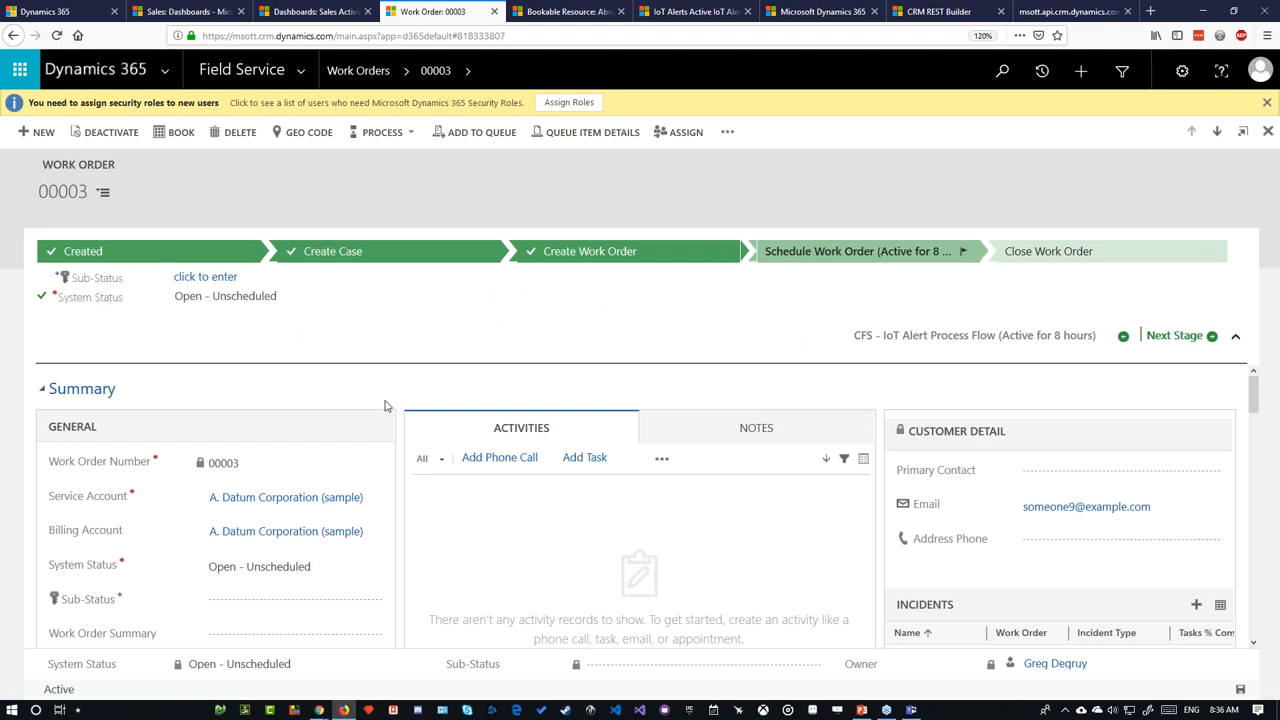 Dynamics 365
Sales: Dashboards - Mic
Dashboards: Sales Activi
Work Order: 00003
Bookable Resource: Abra
IoT Alerts Active IoT Al
Microsoft Dynamics 365
CRM REST Builder
msott.api.crm.dynamics.com
https://msott.crm.dynamics.com/main.aspx?app=d365default#818333807
120%
Dynamics 365
Field Service
Work Orders
00003
You need to assign security roles to new users
Click to see a list of users who need Microsoft Dynamics 365 Security Roles.
Assign Roles
NEW
DEACTIVATE
BOOK
DELETE
GEO CODE
PROCESS
ADD TO QUEUE
QUEUE ITEM DETAILS
ASSIGN
WORK ORDER
00003
Created
Create Case
Create Work Order
Schedule Work Order (Active for 8 ...
Close Work Order
Sub-Status
click to enter
*System Status
Open - Unscheduled
CFS - IoT Alert Process Flow (Active for 8 hours)
Next Stage
Summary
GENERAL
Work Order Number*
00003
Service Account*
A. Datum Corporation (sample)
Billing Account
A. Datum Corporation (sample)
System Status*
Open - Unscheduled
Sub-Status+
Work Order Summary
ACTIVITIES
NOTES
All
Add Phone Call
Add Task
There aren't any activity records to show. To get started, create an activity like a
phone call, task, email, or appointment.
CUSTOMER DETAIL
Primary Contact
Email
someone9@example.com
Address Phone
INCIDENTS
Name
Work Order
Incident Type
Tasks % Com
System Status
Open - Unscheduled
Sub-Status
Owner
Greg Degruy
Active
ENG
8:36 AM